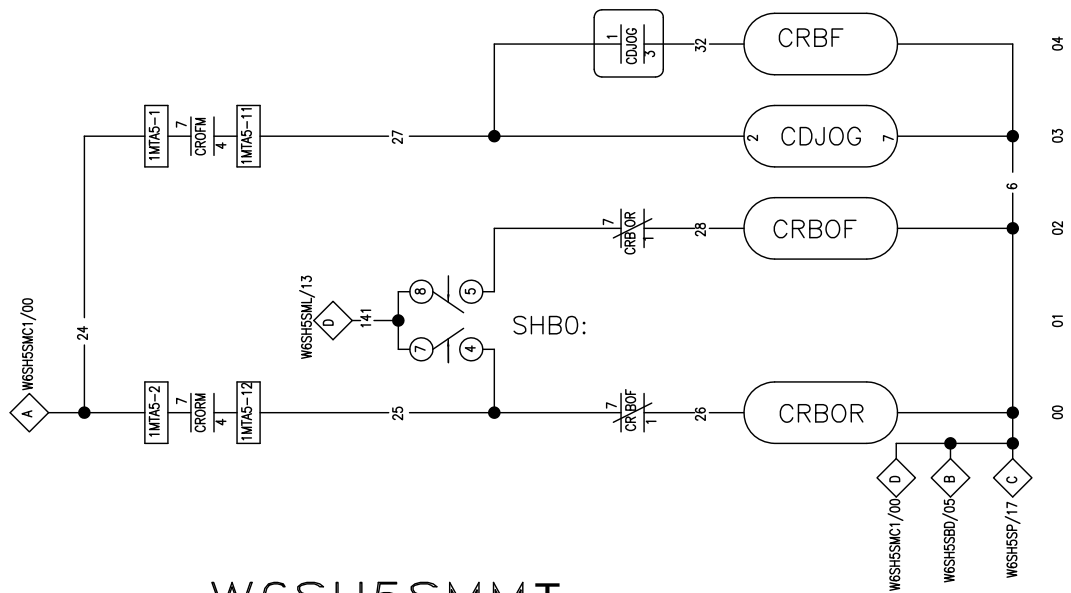 W6SH5SMC1/00
A
24
1MTA5-1
7
CROFM
4
1MTA5-11
27
1
CDJOG
3
32
CRBF
04
2
CDJOG
7
03
6
W6SH5SML/13
D
141
8
5
7
4
SHBO:
7
CRBOR
1
28
CRBOF
02
01
1MTA5-2
7
CRORM
4
1MTA5-12
25
7
CRBOF
1
26
CRBOR
00
W6SH5SMC1/00
D
W6SH5SBD/05
B
W6SH5SP/17
C
W6SH5SMMT